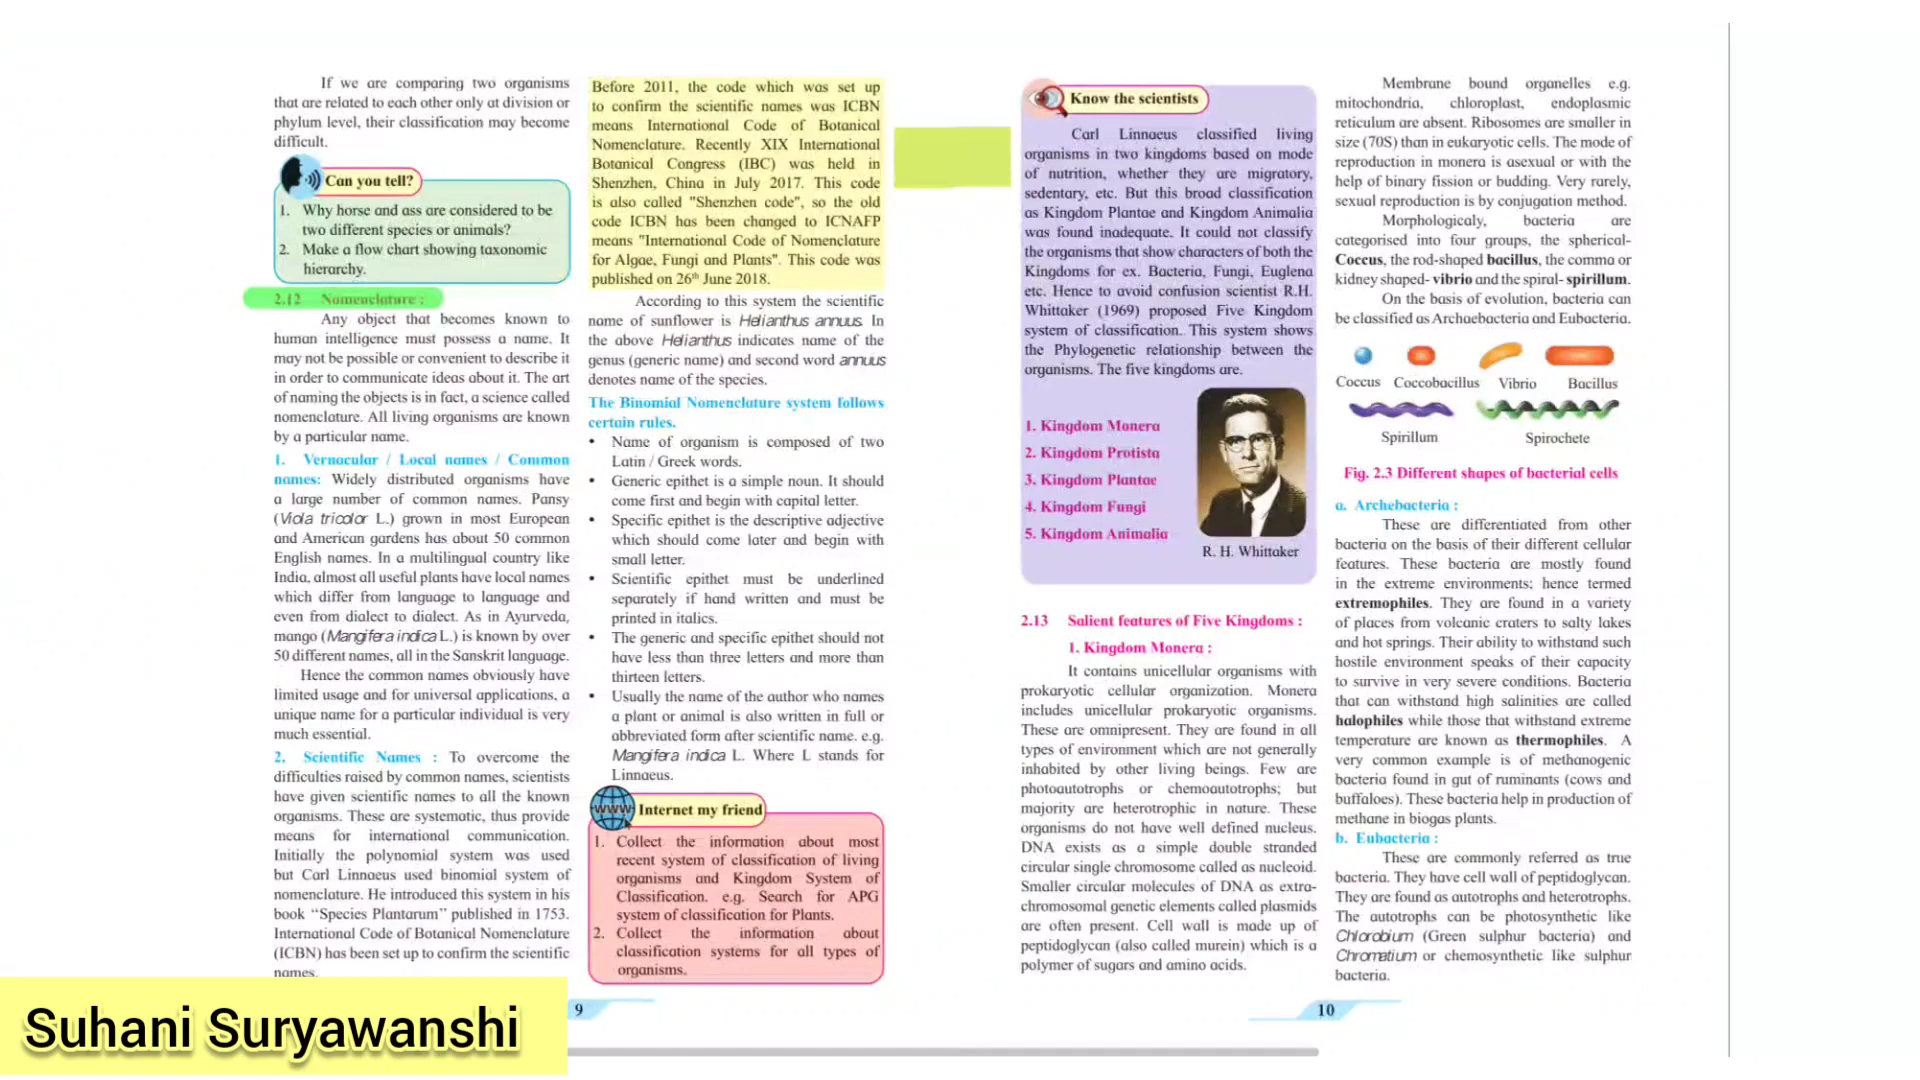 If we are comparing two organisms
that are related to each other only at division or
phylum level, their classification may become
difficult.
Can you tell?
1. Why horse and ass are considered to be
two different species or animals?
2. Make a flow chart showing taxonomic
hierarchy.
2.12 Nomenclature :
Any object that becomes known to
human intelligence must possess a name. It
may not be possible or convenient to describe it
in order to communicate ideas about it. The art
of naming the objects is in fact, a science called
nomenclature. All living organisms are known
by a particular name.
1. Vernacular / Local names / Common
names: Widely distributed organisms have
a large number of common names. Pansy
(Viola tricolor L.) grown in most European
and American gardens has about 50 common
English names. In a multilingual country like
India, almost all useful plants have local names
which differ from language to language and
even from dialect to dialect. As in Ayurveda,
mango (Mangifera indica L.) is known by over
50 different names, all in the Sanskrit language.
Hence the common names obviously have
limited usage and for universal applications, a
unique name for a particular individual is very
much essential.
2. Scientific Names : To overcome the
difficulties raised by common names, scientists
have given scientific names to all the known
organisms. These are systematic, thus provide
means for international communication.
Initially the polynomial system was used
but Carl Linnaeus used binomial system of
nomenclature. He introduced this system in his
book “Species Plantarum” published in 1753.
International Code of Botanical Nomenclature
(ICBN) has been set up to confirm the scientific
names.
Before 2011, the code which was set up
to confirm the scientific names was ICBN
means International Code of Botanical
Nomenclature. Recently XIX International
Botanical Congress (IBC) was held in
Shenzhen, China in July 2017. This code
is also called "Shenzhen code", so the old
code ICBN has been changed to ICNAFP
means "International Code of Nomenclature
for Algae, Fungi and Plants". This code was
published on 26th June 2018.
According to this system the scientific
name of sunflower is Helianthus annuus. In
the above Helianthus indicates name of the
genus (generic name) and second word annuus
denotes name of the species.
The Binomial Nomenclature system follows
certain rules.
• Name of organism is composed of two
Latin / Greek words.
• Generic epithet is a simple noun. It should
come first and begin with capital letter.
• Specific epithet is the descriptive adjective
which should come later and begin with
small letter.
• Scientific epithet must be underlined
separately if hand written and must be
printed in italics.
• The generic and specific epithet should not
have less than three letters and more than
thirteen letters.
• Usually the name of the author who names
a plant or animal is also written in full or
abbreviated form after scientific name. e.g.
Mangifera indica L. Where L stands for
Linnaeus.
www Internet my friend
1. Collect the information about most
recent system of classification of living
organisms and Kingdom System of
Classification. e.g. Search for APG
system of classification for Plants.
2. Collect the information about
classification systems for all types of
organisms.
9
Know the scientists
Carl Linnaeus classified living
organisms in two kingdoms based on mode
of nutrition, whether they are migratory,
sedentary, etc. But this broad classification
as Kingdom Plantae and Kingdom Animalia
was found inadequate. It could not classify
the organisms that show characters of both the
Kingdoms for ex. Bacteria, Fungi, Euglena
etc. Hence to avoid confusion scientist R.H.
Whittaker (1969) proposed Five Kingdom
system of classification. This system shows
the Phylogenetic relationship between the
organisms. The five kingdoms are.
1. Kingdom Monera
2. Kingdom Protista
3. Kingdom Plantae
4. Kingdom Fungi
5. Kingdom Animalia
R. H. Whittaker
2.13 Salient features of Five Kingdoms :
1. Kingdom Monera :
It contains unicellular organisms with
prokaryotic cellular organization. Monera
includes unicellular prokaryotic organisms.
These are omnipresent. They are found in all
types of environment which are not generally
inhabited by other living beings. Few are
photoautotrophs or chemoautotrophs; but
majority are heterotrophic in nature. These
organisms do not have well defined nucleus.
DNA exists as a simple double stranded
circular single chromosome called as nucleoid.
Smaller circular molecules of DNA as extra-
chromosomal genetic elements called plasmids
are often present. Cell wall is made up of
peptidoglycan (also called murein) which is a
polymer of sugars and amino acids.
Membrane bound organelles e.g.
mitochondria, chloroplast, endoplasmic
reticulum are absent. Ribosomes are smaller in
size (70S) than in eukaryotic cells. The mode of
reproduction in monera is asexual or with the
help of binary fission or budding. Very rarely,
sexual reproduction is by conjugation method.
Morphologicaly, bacteria are
categorised into four groups, the spherical-
Coccus, the rod-shaped bacillus, the comma or
kidney shaped- vibrio and the spiral- spirillum.
On the basis of evolution, bacteria can
be classified as Archaebacteria and Eubacteria.
Coccus Coccobacillus Vibrio Bacillus
Spirillum Spirochete
Fig. 2.3 Different shapes of bacterial cells
a. Archebacteria :
These are differentiated from other
bacteria on the basis of their different cellular
features. These bacteria are mostly found
in the extreme environments; hence termed
extremophiles. They are found in a variety
of places from volcanic craters to salty lakes
and hot springs. Their ability to withstand such
hostile environment speaks of their capacity
to survive in very severe conditions. Bacteria
that can withstand high salinities are called
halophiles while those that withstand extreme
temperature are known as thermophiles. A
very common example is of methanogenic
bacteria found in gut of ruminants (cows and
buffaloes). These bacteria help in production of
methane in biogas plants.
b. Eubacteria :
These are commonly referred as true
bacteria. They have cell wall of peptidoglycan.
They are found as autotrophs and heterotrophs.
The autotrophs can be photosynthetic like
Chlorobium (Green sulphur bacteria) and
Chromatium or chemosynthetic like sulphur
bacteria.
10
Suhani Suryawanshi